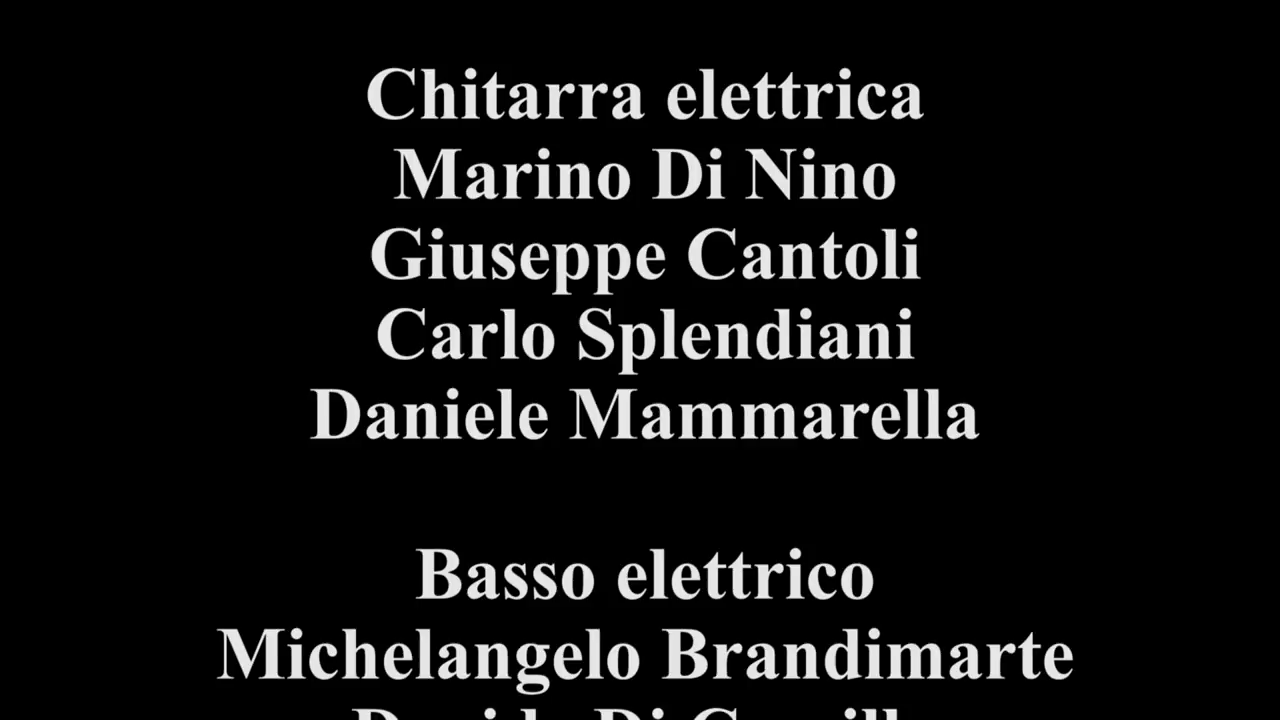 Chitarra elettrica
Marino Di Nino
Giuseppe Cantoli
Carlo Splendiani
Daniele Mammarella
Basso elettrico
Michelangelo Brandimarte